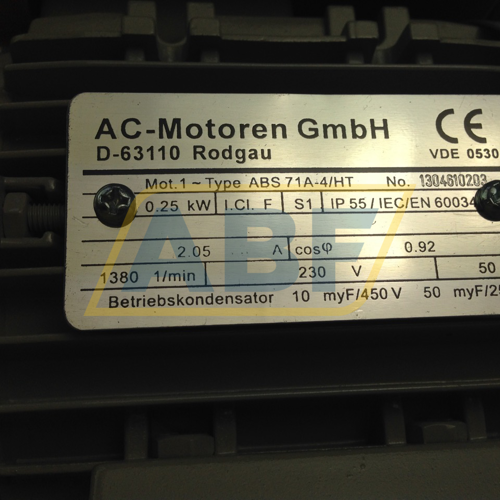 AC-Motoren GmbH CE
D-63110 Rodgau VDE 0530
Mot.1~Type ABS 71A-4/HT No. 1304610203
0.25 kW I.Cl. F S1 IP 55/IEC/EN 60034
2.05 A cosφ 0.92
1380 1/min 230 V 50
Betriebskondensator 10 myF/450 V 50 myF/25
ABF